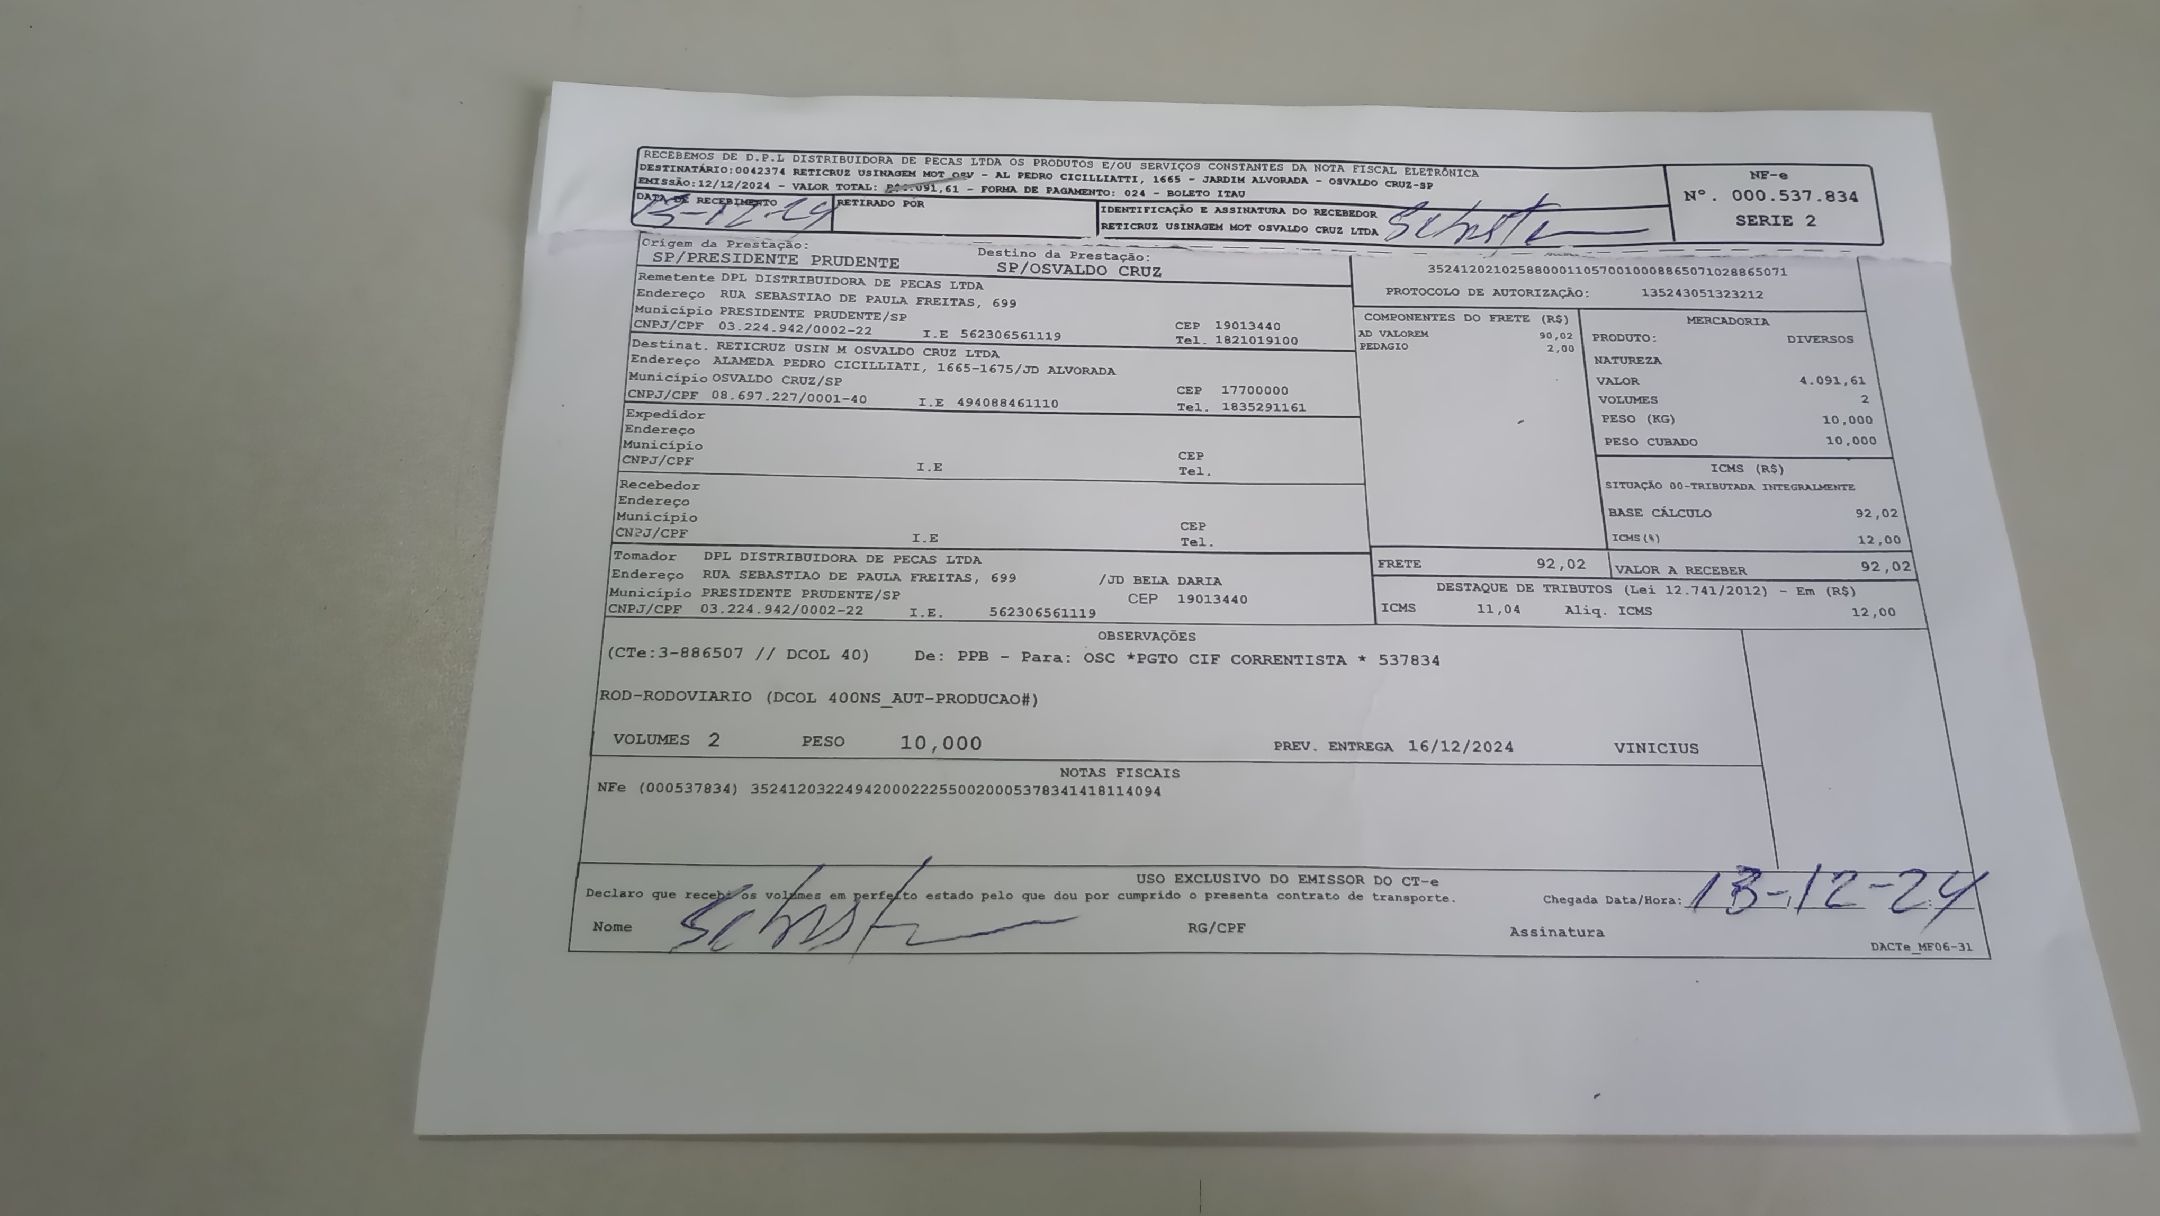 RECEBEMOS DE D.P.L DISTRIBUIDORA DE PECAS LTDA OS PRODUTOS E/OU SERVIÇOS CONSTANTES DA NOTA FISCAL ELETRÔNICA
DESTINATÁRIO:0042374 RETICRUZ USINAGEM MOT OSV - AL PEDRO CICILLIATTI, 1665 - JARDIM ALVORADA - OSVALDO CRUZ-SP
EMISSÃO:12/12/2024 - VALOR TOTAL: R$4.091,61 - FORMA DE PAGAMENTO: 024 - BOLETO ITAU
NF-e
Nº. 000.537.834
SERIE 2
DATA DE RECEBIMENTO
13-12-24
RETIRADO POR
IDENTIFICAÇÃO E ASSINATURA DO RECEBEDOR
RETICRUZ USINAGEM MOT OSVALDO CRUZ LTDA
Origem da Prestação:
SP/PRESIDENTE PRUDENTE
Destino da Prestação:
SP/OSVALDO CRUZ
Remetente DPL DISTRIBUIDORA DE PECAS LTDA
Endereço RUA SEBASTIAO DE PAULA FREITAS, 699
Município PRESIDENTE PRUDENTE/SP CEP 19013440
CNPJ/CPF 03.224.942/0002-22 I.E 562306561119 Tel. 1821019100
Destinat. RETICRUZ USIN M OSVALDO CRUZ LTDA
Endereço ALAMEDA PEDRO CICILLIATI, 1665-1675/JD ALVORADA
Município OSVALDO CRUZ/SP CEP 17700000
CNPJ/CPF 08.697.227/0001-40 I.E 494088461110 Tel. 1835291161
Expedidor
Endereço
Município CEP
CNPJ/CPF I.E Tel.
Recebedor
Endereço
Município CEP
CNPJ/CPF I.E Tel.
Tomador DPL DISTRIBUIDORA DE PECAS LTDA
Endereço RUA SEBASTIAO DE PAULA FREITAS, 699 /JD BELA DARIA
Município PRESIDENTE PRUDENTE/SP CEP 19013440
CNPJ/CPF 03.224.942/0002-22 I.E. 562306561119
35241202102588000110570010008865071028865071
PROTOCOLO DE AUTORIZAÇÃO: 135243051323212
COMPONENTES DO FRETE (R$)
AD VALOREM 90,02
PEDAGIO 2,00
MERCADORIA
PRODUTO: DIVERSOS
NATUREZA
VALOR 4.091,61
VOLUMES 2
PESO (KG) 10,000
PESO CUBADO 10,000
ICMS (R$)
SITUAÇÃO 00-TRIBUTADA INTEGRALMENTE
BASE CÁLCULO 92,02
ICMS(%) 12,00
FRETE 92,02 VALOR A RECEBER 92,02
DESTAQUE DE TRIBUTOS (Lei 12.741/2012) - Em (R$)
ICMS 11,04 Aliq. ICMS 12,00
OBSERVAÇÕES
(CTe:3-886507 // DCOL 40) De: PPB - Para: OSC *PGTO CIF CORRENTISTA * 537834
ROD-RODOVIARIO (DCOL 400NS_AUT-PRODUCAO#)
VOLUMES 2 PESO 10,000 PREV. ENTREGA 16/12/2024 VINICIUS
NOTAS FISCAIS
NFe (000537834) 35241203224942000222550020005378341418114094
USO EXCLUSIVO DO EMISSOR DO CT-e
Declaro que recebi os volumes em perfeito estado pelo que dou por cumprido o presente contrato de transporte.
Chegada Data/Hora: 13-12-24
Nome RG/CPF Assinatura
DACTe_MF06-31